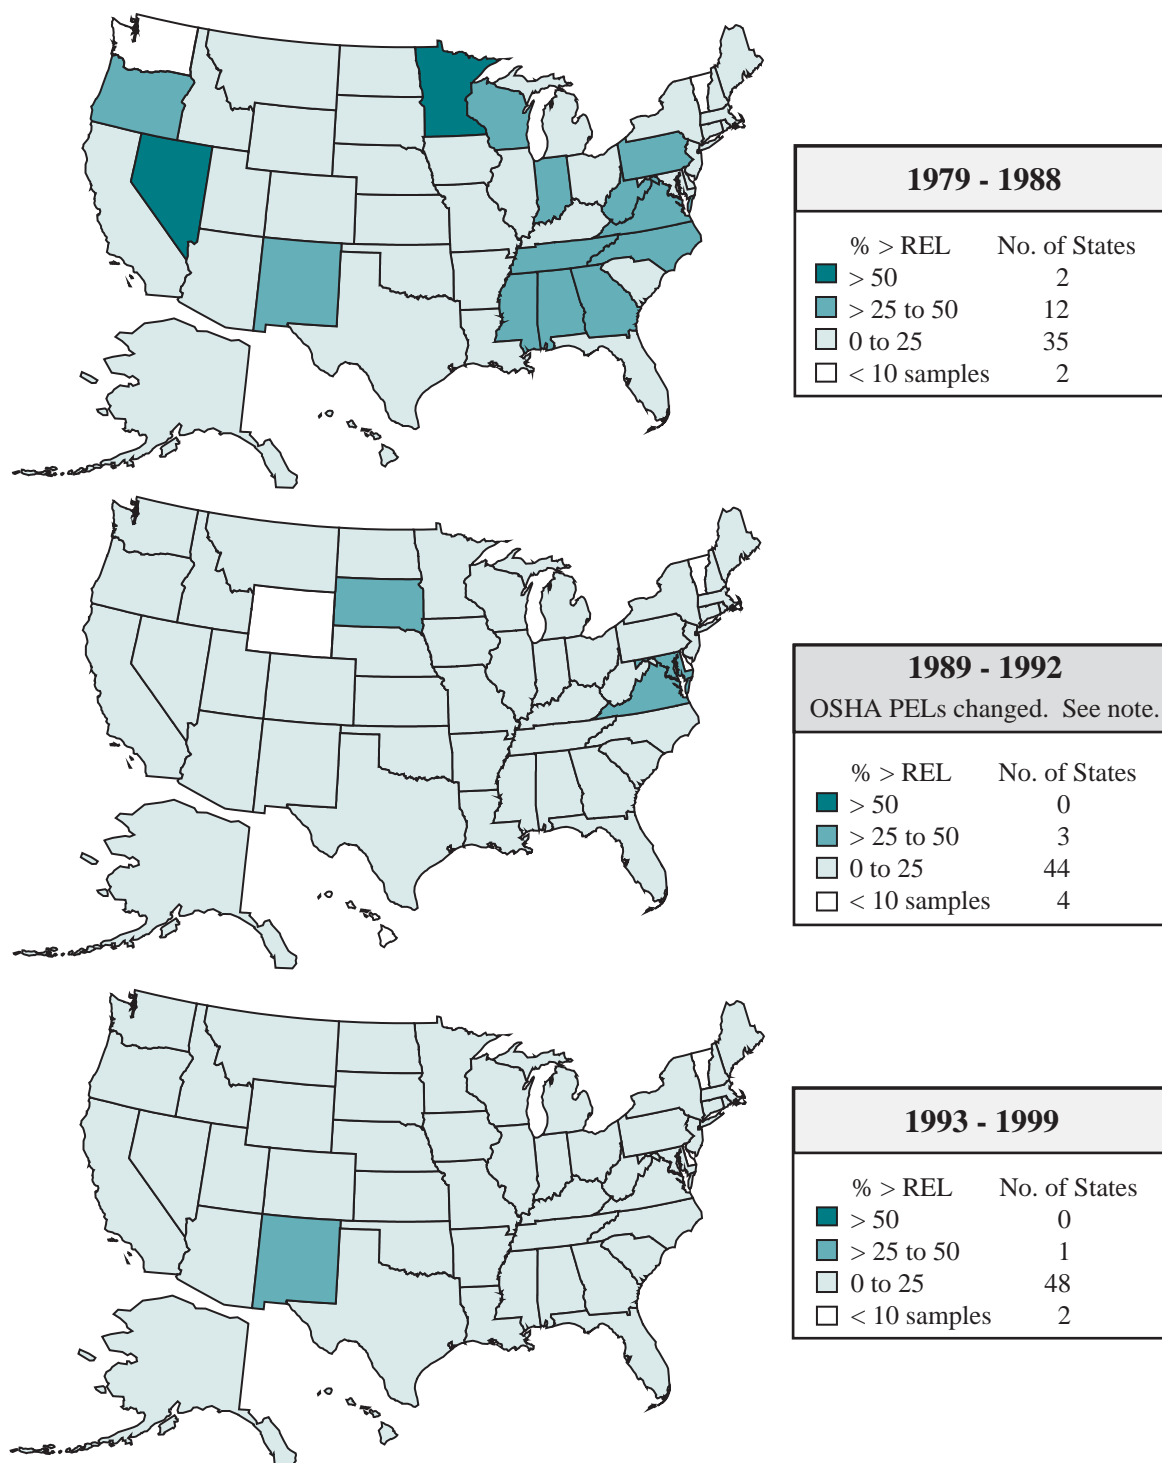 1979 - 1988
% > REL No. of States
> 50 2
> 25 to 50 12
0 to 25 35
< 10 samples 2
1989 - 1992
OSHA PELs changed. See note.
% > REL No. of States
> 50 0
> 25 to 50 3
0 to 25 44
< 10 samples 4
1993 - 1999
% > REL No. of States
> 50 0
> 25 to 50 1
0 to 25 48
< 10 samples 2